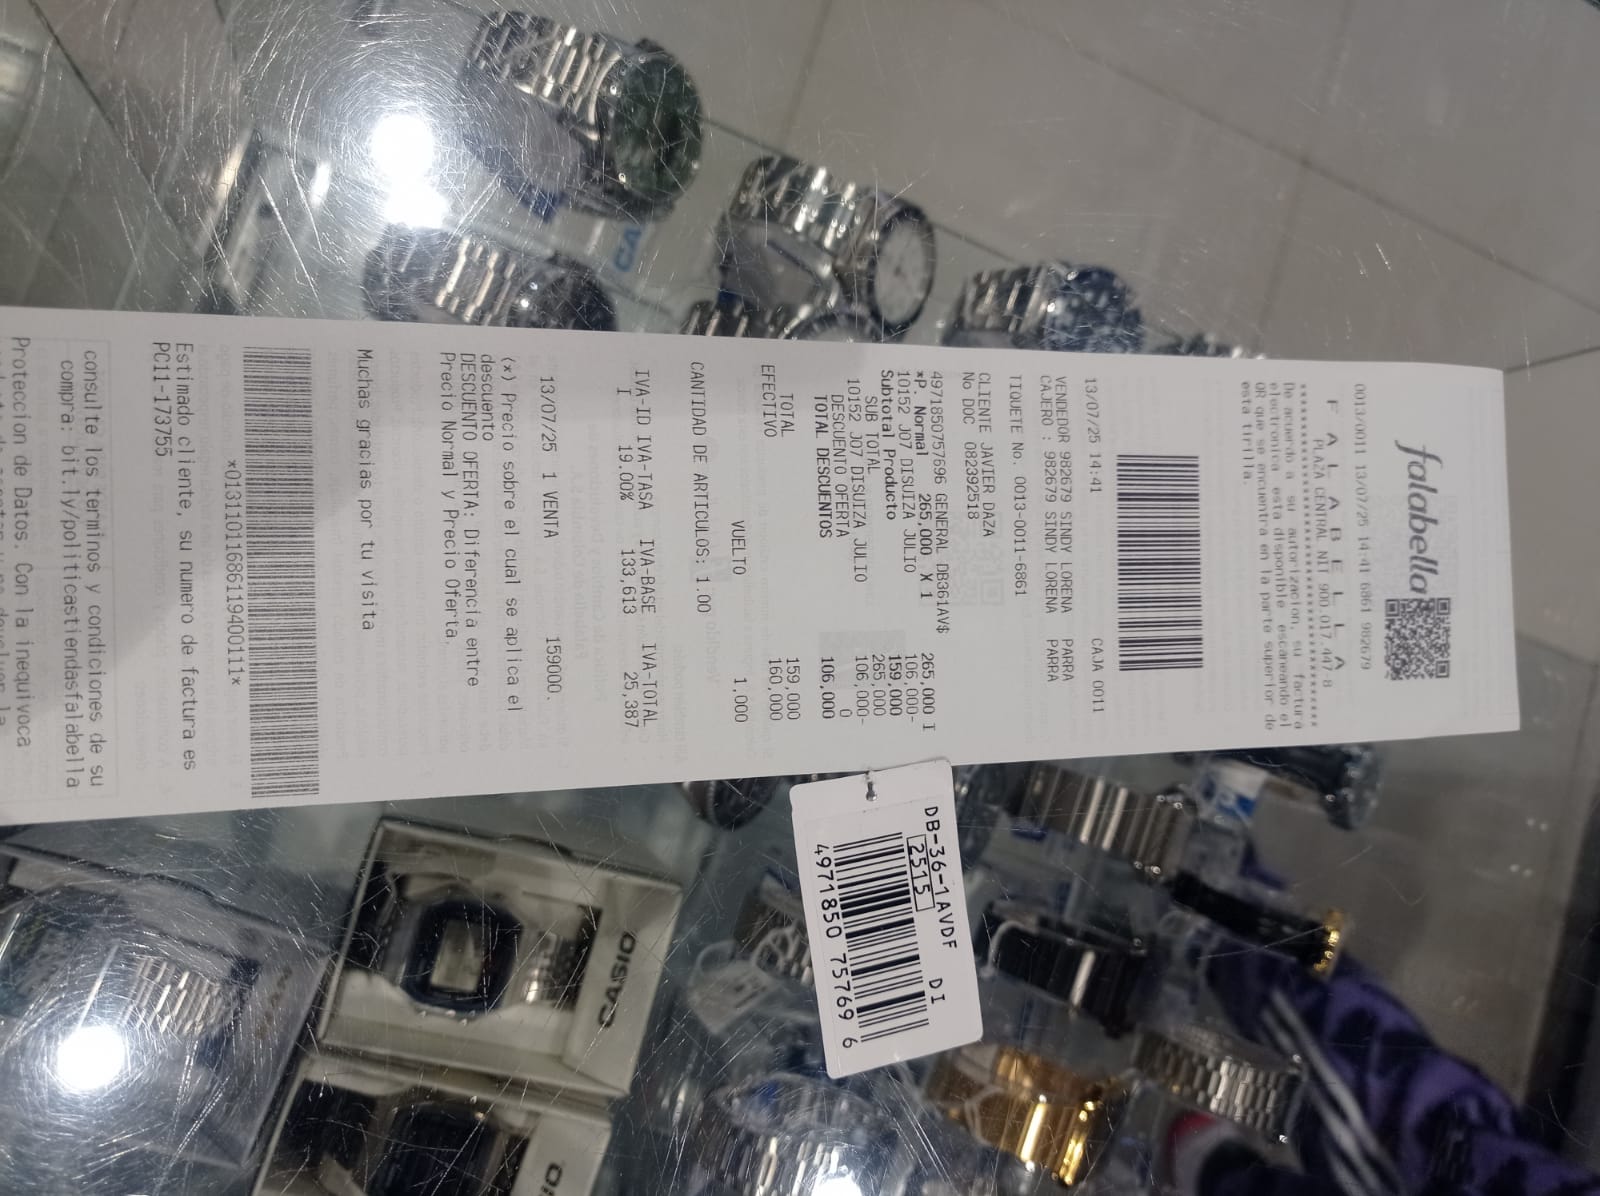 falabella
0013/0011 13/07/25 14:41 6861 982679
F A L A B E L L A
PLAZA CENTRAL NIT 900.017.447-8
De acuerdo a su autorizacion, su factura
electronica esta disponible escaneando el
QR que se encuentra en la parte superior de
esta tirilla.
13/07/25 14:41 CAJA 0011
VENDEDOR 982679 SINDY LORENA PARRA
CAJERO : 982679 SINDY LORENA PARRA
TIQUETE No. 0013-0011-6861
CLIENTE JAVIER DAZA
No DOC 082392518
4971850757696 GENERAL DB361AV$ 265,000 I
*P. Normal 265,000 X 1
10152 J07 DISUIZA JULIO 106,000-
Subtotal Producto 159,000
SUB TOTAL 265,000
10152 J07 DISUIZA JULIO 106,000-
DESCUENTO OFERTA 0
TOTAL DESCUENTOS 106,000
TOTAL 159,000
EFECTIVO 160,000
VUELTO 1.000
CANTIDAD DE ARTICULOS: 1.00
IVA-ID IVA-TASA IVA-BASE IVA-TOTAL
I 19.00% 133,613 25,387
13/07/25 1 VENTA 159000.
(*) Precio sobre el cual se aplica el
descuento
DESCUENTO OFERTA: Diferencia entre
Precio Normal y Precio Oferta.
Muchas gracias por tu visita
*013110116861194001​11*
Estimado cliente, su numero de factura es
PC11-173755
consulte los terminos y condiciones de su
compra: bit.ly/politicastiendasfalabella
Proteccion de Datos. Con la inequivoca
DB-36-1AVDF DI
2515
4971850 75769 6
CASIO